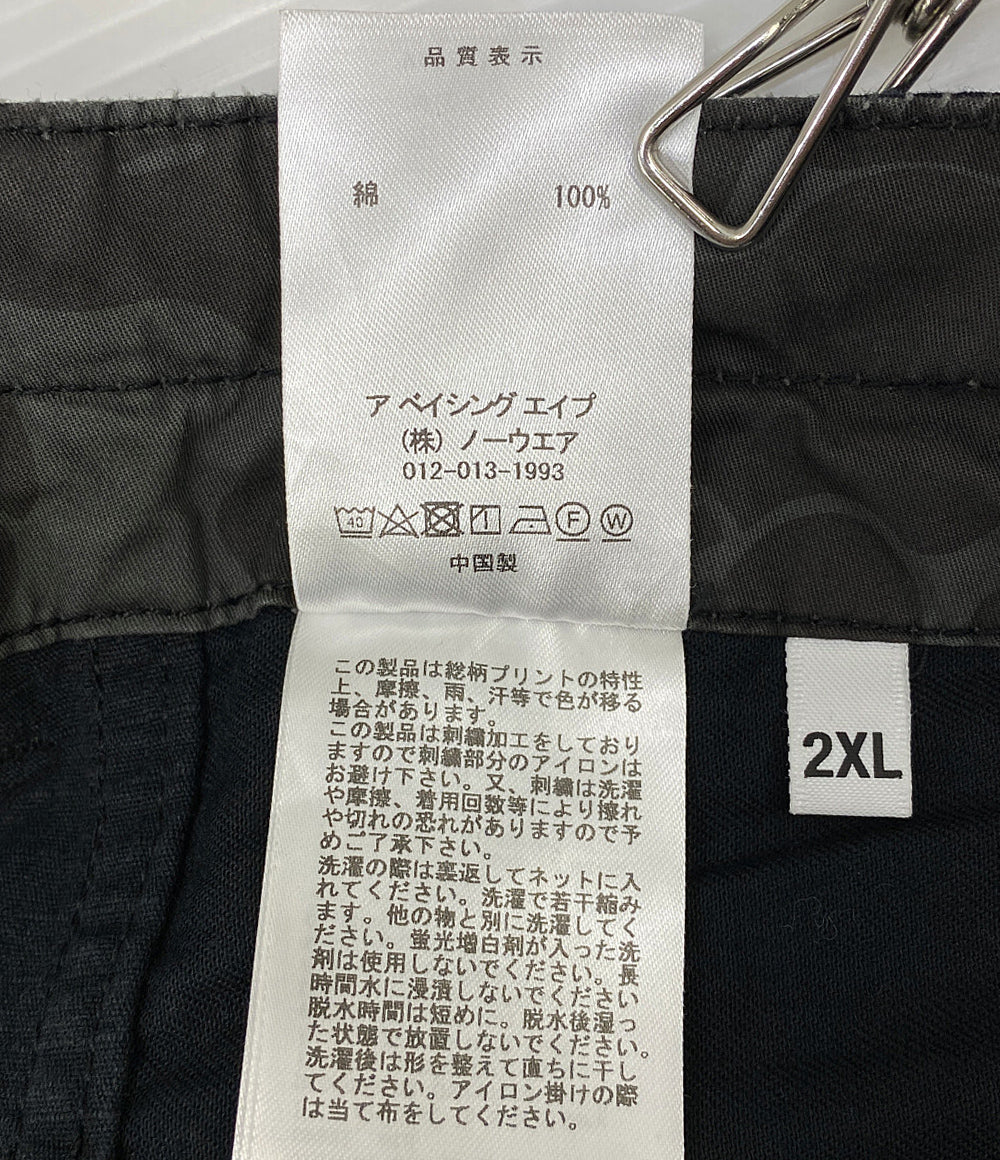 品質表示
綿 100%
ア ベイシング エイプ
(株) ノーウエア
012-013-1993
40 F W
中国製
この製品は総柄プリントの特性
上、摩擦、雨、汗等で色が移る
場合があります。
この製品は刺繍加工をしており
ますので刺繍部分のアイロンは
お避け下さい。又、刺繍は洗濯
や摩擦、着用回数等により擦れ
や切れの恐れがありますので予
めご了承下さい。
洗濯の際は裏返してネットに入
れてください。洗濯で若干縮み
ます。他の物と別に洗濯してく
ださい。蛍光増白剤が入った洗
剤は使用しないでください。長
時間水に浸漬しないでください
脱水時間は短めに。脱水後湿っ
た状態で放置しないでください。
洗濯後は形を整えて直ちに干し
てください。アイロン掛けの際
は当て布をしてください。
2XL